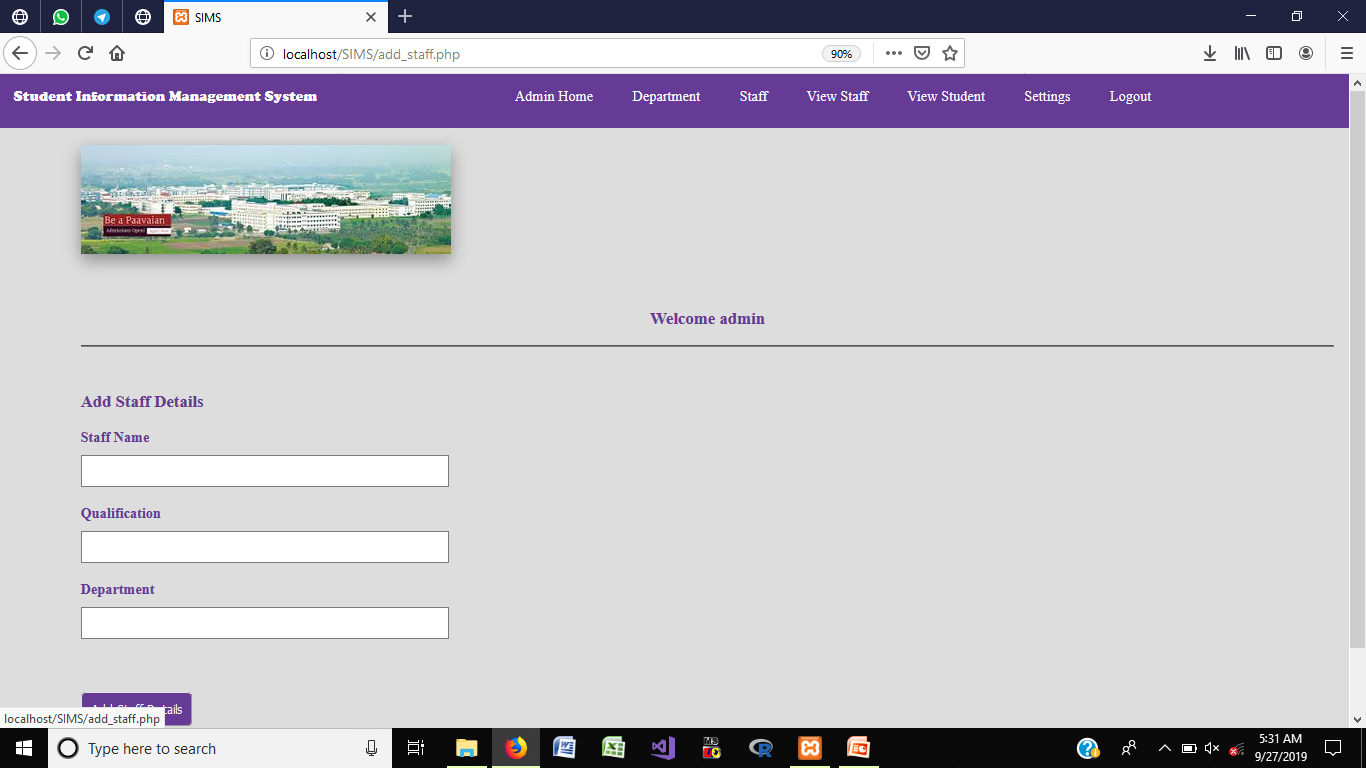 SIMS
localhost/SIMS/add_staff.php
90%
Student Information Management System
Admin Home
Department
Staff
View Staff
View Student
Settings
Logout
Be a Paavaian
Admissions Open!
Welcome admin
Add Staff Details
Staff Name
Qualification
Department
Add Staff Details
localhost/SIMS/add_staff.php
Type here to search
5:31 AM
9/27/2019